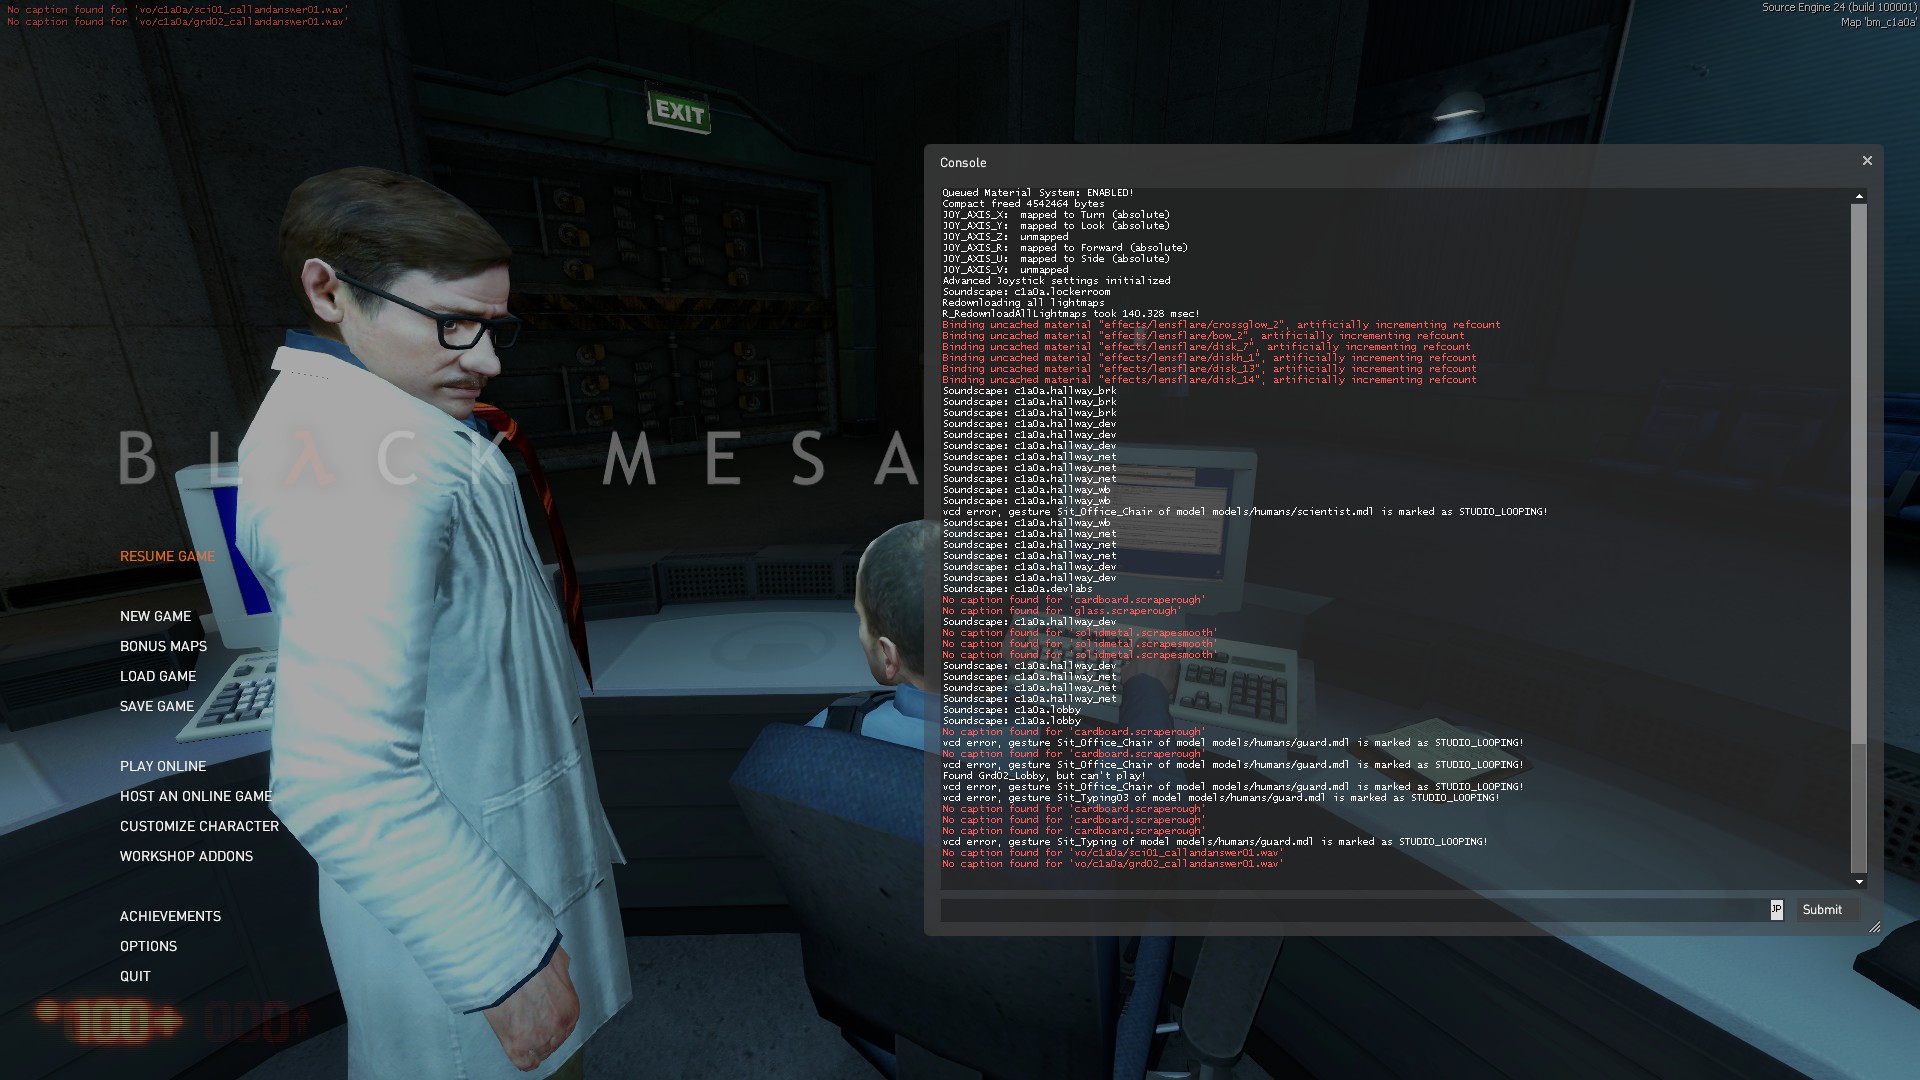 No caption found for 'vo/c1a0a/sci01_callandanswer01.wav'
No caption found for 'vo/c1a0a/grd02_callandanswer01.wav'
Source Engine 24 (build 100001)
Map 'bm_c1a0a'
EXIT
BLACK MESA
RESUME GAME
NEW GAME
BONUS MAPS
LOAD GAME
SAVE GAME
PLAY ONLINE
HOST AN ONLINE GAME
CUSTOMIZE CHARACTER
WORKSHOP ADDONS
ACHIEVEMENTS
OPTIONS
QUIT
100
000
Console
Queued Material System: ENABLED!
Compact freed 4542464 bytes
JOY_AXIS_X:  mapped to Turn (absolute)
JOY_AXIS_Y:  mapped to Look (absolute)
JOY_AXIS_Z:  unmapped
JOY_AXIS_R:  mapped to Forward (absolute)
JOY_AXIS_U:  mapped to Side (absolute)
JOY_AXIS_V:  unmapped
Advanced Joystick settings initialized
Soundscape: c1a0a.lockerroom
Redownloading all lightmaps
R_RedownloadAllLightmaps took 140.328 msec!
Binding uncached material "effects/lensflare/crossglow_2", artificially incrementing refcount
Binding uncached material "effects/lensflare/bow_2", artificially incrementing refcount
Binding uncached material "effects/lensflare/disk_7", artificially incrementing refcount
Binding uncached material "effects/lensflare/diskh_1", artificially incrementing refcount
Binding uncached material "effects/lensflare/disk_13", artificially incrementing refcount
Binding uncached material "effects/lensflare/disk_14", artificially incrementing refcount
Soundscape: c1a0a.hallway_brk
Soundscape: c1a0a.hallway_brk
Soundscape: c1a0a.hallway_brk
Soundscape: c1a0a.hallway_dev
Soundscape: c1a0a.hallway_dev
Soundscape: c1a0a.hallway_dev
Soundscape: c1a0a.hallway_net
Soundscape: c1a0a.hallway_net
Soundscape: c1a0a.hallway_net
Soundscape: c1a0a.hallway_wb
Soundscape: c1a0a.hallway_wb
vcd error, gesture Sit_Office_Chair of model models/humans/scientist.mdl is marked as STUDIO_LOOPING!
Soundscape: c1a0a.hallway_wb
Soundscape: c1a0a.hallway_net
Soundscape: c1a0a.hallway_net
Soundscape: c1a0a.hallway_net
Soundscape: c1a0a.hallway_dev
Soundscape: c1a0a.hallway_dev
Soundscape: c1a0a.devlabs
No caption found for 'cardboard.scraperough'
No caption found for 'glass.scraperough'
Soundscape: c1a0a.hallway_dev
No caption found for 'solidmetal.scrapesmooth'
No caption found for 'solidmetal.scrapesmooth'
No caption found for 'solidmetal.scrapesmooth'
Soundscape: c1a0a.hallway_dev
Soundscape: c1a0a.hallway_net
Soundscape: c1a0a.hallway_net
Soundscape: c1a0a.hallway_net
Soundscape: c1a0a.lobby
Soundscape: c1a0a.lobby
No caption found for 'cardboard.scraperough'
vcd error, gesture Sit_Office_Chair of model models/humans/guard.mdl is marked as STUDIO_LOOPING!
No caption found for 'cardboard.scraperough'
vcd error, gesture Sit_Office_Chair of model models/humans/guard.mdl is marked as STUDIO_LOOPING!
Found Grd02_Lobby, but can't play!
vcd error, gesture Sit_Office_Chair of model models/humans/guard.mdl is marked as STUDIO_LOOPING!
vcd error, gesture Sit_Typing03 of model models/humans/guard.mdl is marked as STUDIO_LOOPING!
No caption found for 'cardboard.scraperough'
No caption found for 'cardboard.scraperough'
No caption found for 'cardboard.scraperough'
vcd error, gesture Sit_Typing of model models/humans/guard.mdl is marked as STUDIO_LOOPING!
No caption found for 'vo/c1a0a/sci01_callandanswer01.wav'
No caption found for 'vo/c1a0a/grd02_callandanswer01.wav'
JP
Submit